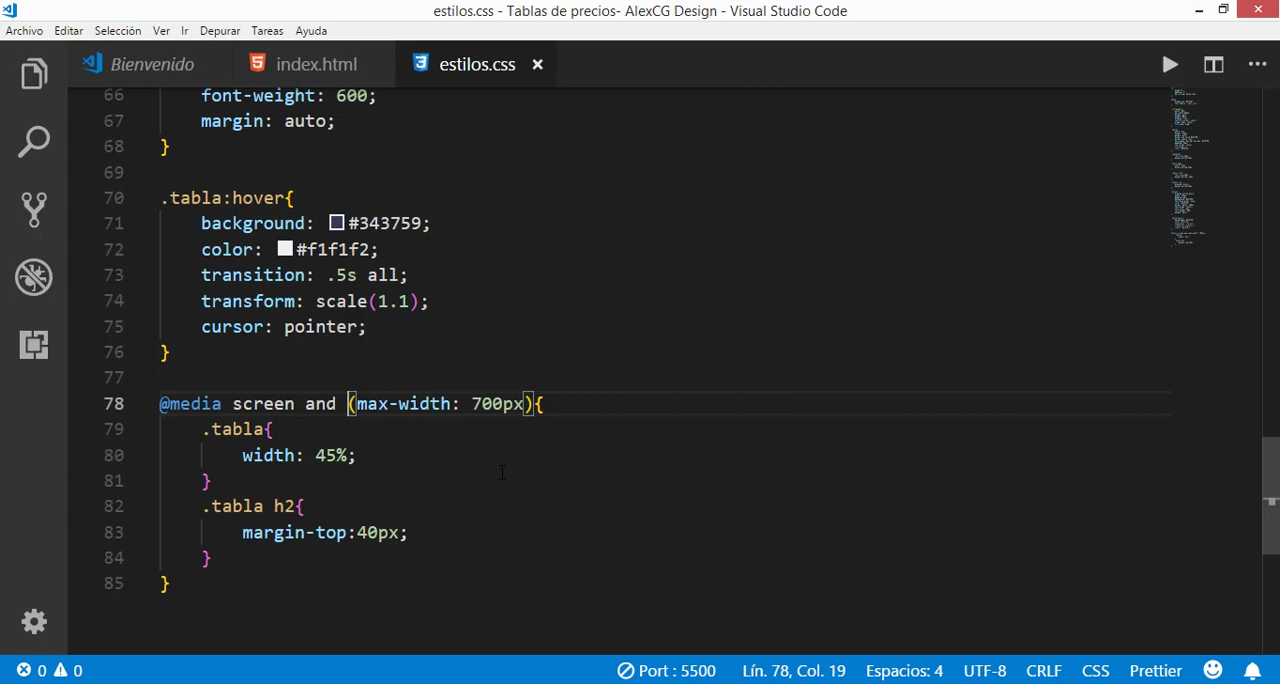 estilos.css - Tablas de precios- AlexCG Design - Visual Studio Code
Archivo Editar Selección Ver Ir Depurar Tareas Ayuda
Bienvenido index.html estilos.css
66 font-weight: 600;
67 margin: auto;
68 }
69
70 .tabla:hover{
71 background: #343759;
72 color: #f1f1f2;
73 transition: .5s all;
74 transform: scale(1.1);
75 cursor: pointer;
76 }
77
78 @media screen and (max-width: 700px){
79 .tabla{
80 width: 45%;
81 }
82 .tabla h2{
83 margin-top:40px;
84 }
85 }
0 0 Port : 5500 Lín. 78, Col. 19 Espacios: 4 UTF-8 CRLF CSS Prettier